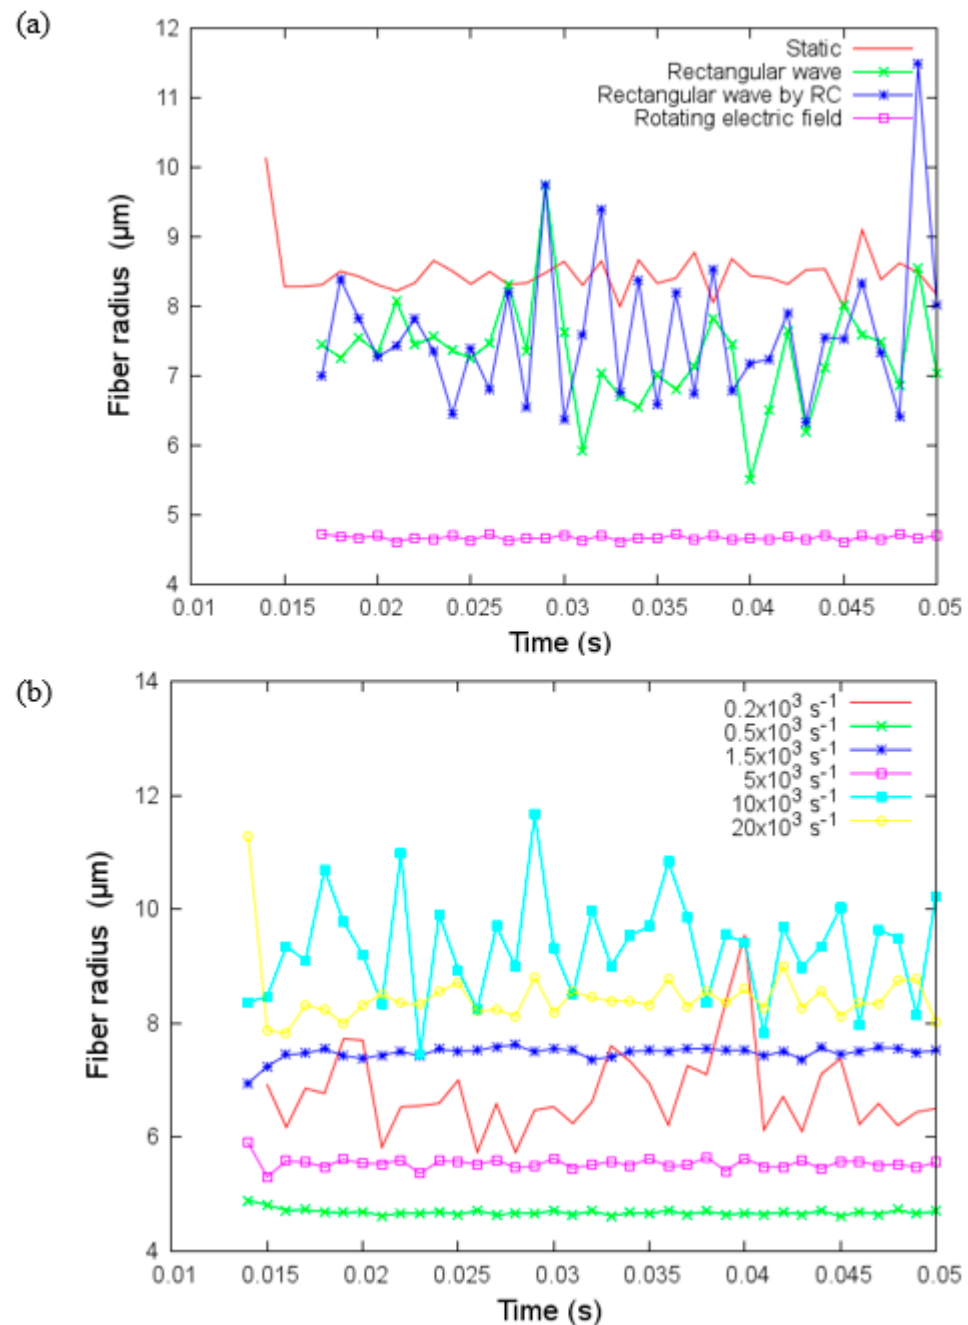 (a)
12
11
10
9
8
7
6
5
4
Fiber radius (µm)
Static
Rectangular wave
Rectangular wave by RC
Rotating electric field
0.01 0.015 0.02 0.025 0.03 0.035 0.04 0.045 0.05
Time (s)
(b)
14
12
10
8
6
4
Fiber radius (µm)
0.2x10³ s⁻¹
0.5x10³ s⁻¹
1.5x10³ s⁻¹
5x10³ s⁻¹
10x10³ s⁻¹
20x10³ s⁻¹
0.01 0.015 0.02 0.025 0.03 0.035 0.04 0.045 0.05
Time (s)